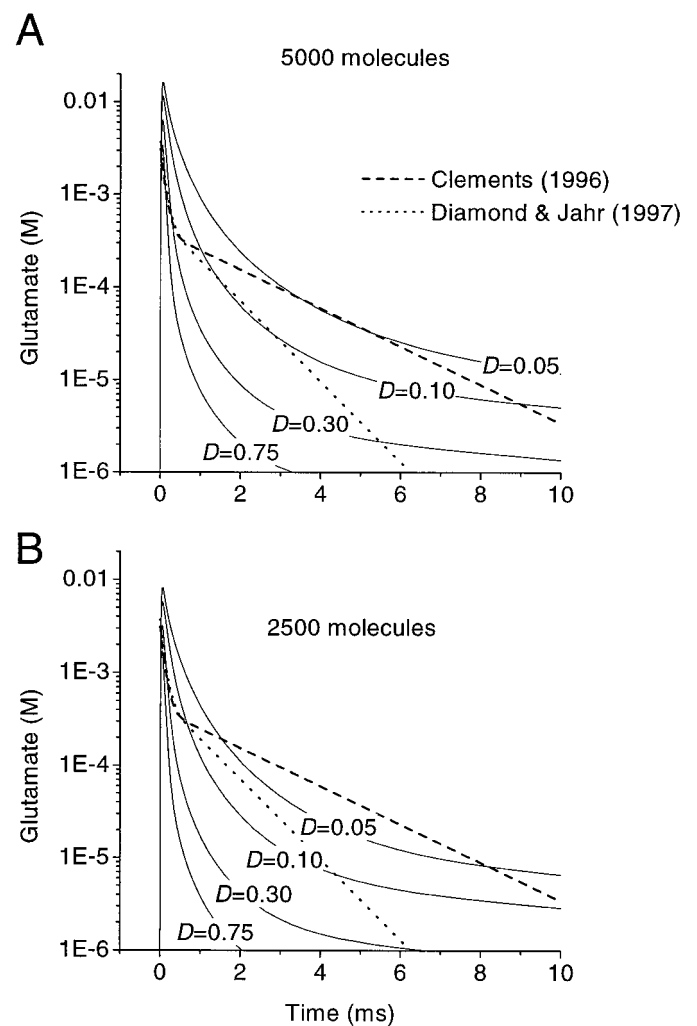 A
5000 molecules
Clements (1996)
Diamond & Jahr (1997)
Glutamate (M)
0.01
1E-3
1E-4
1E-5
1E-6
D=0.05
D=0.10
D=0.30
D=0.75
0 2 4 6 8 10
B
2500 molecules
Glutamate (M)
0.01
1E-3
1E-4
1E-5
1E-6
D=0.05
D=0.10
D=0.30
D=0.75
0 2 4 6 8 10
Time (ms)